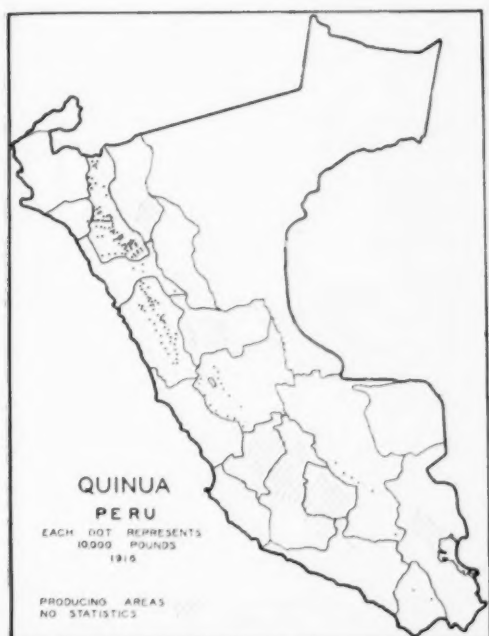 QUINUA
PERU
EACH DOT REPRESENTS
10,000 POUNDS
1916
PRODUCING AREAS
NO STATISTICS